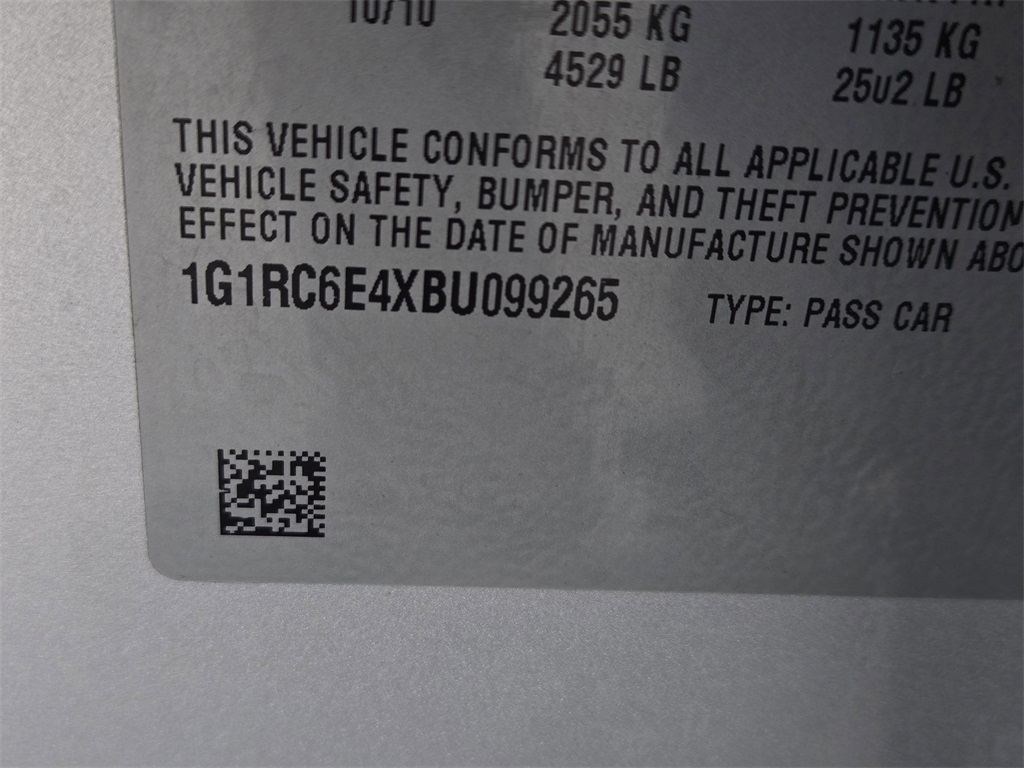 10/10 2055 KG 1135 KG
4529 LB 25u2 LB
THIS VEHICLE CONFORMS TO ALL APPLICABLE U.S.
VEHICLE SAFETY, BUMPER, AND THEFT PREVENTION
EFFECT ON THE DATE OF MANUFACTURE SHOWN ABO
1G1RC6E4XBU099265 TYPE: PASS CAR